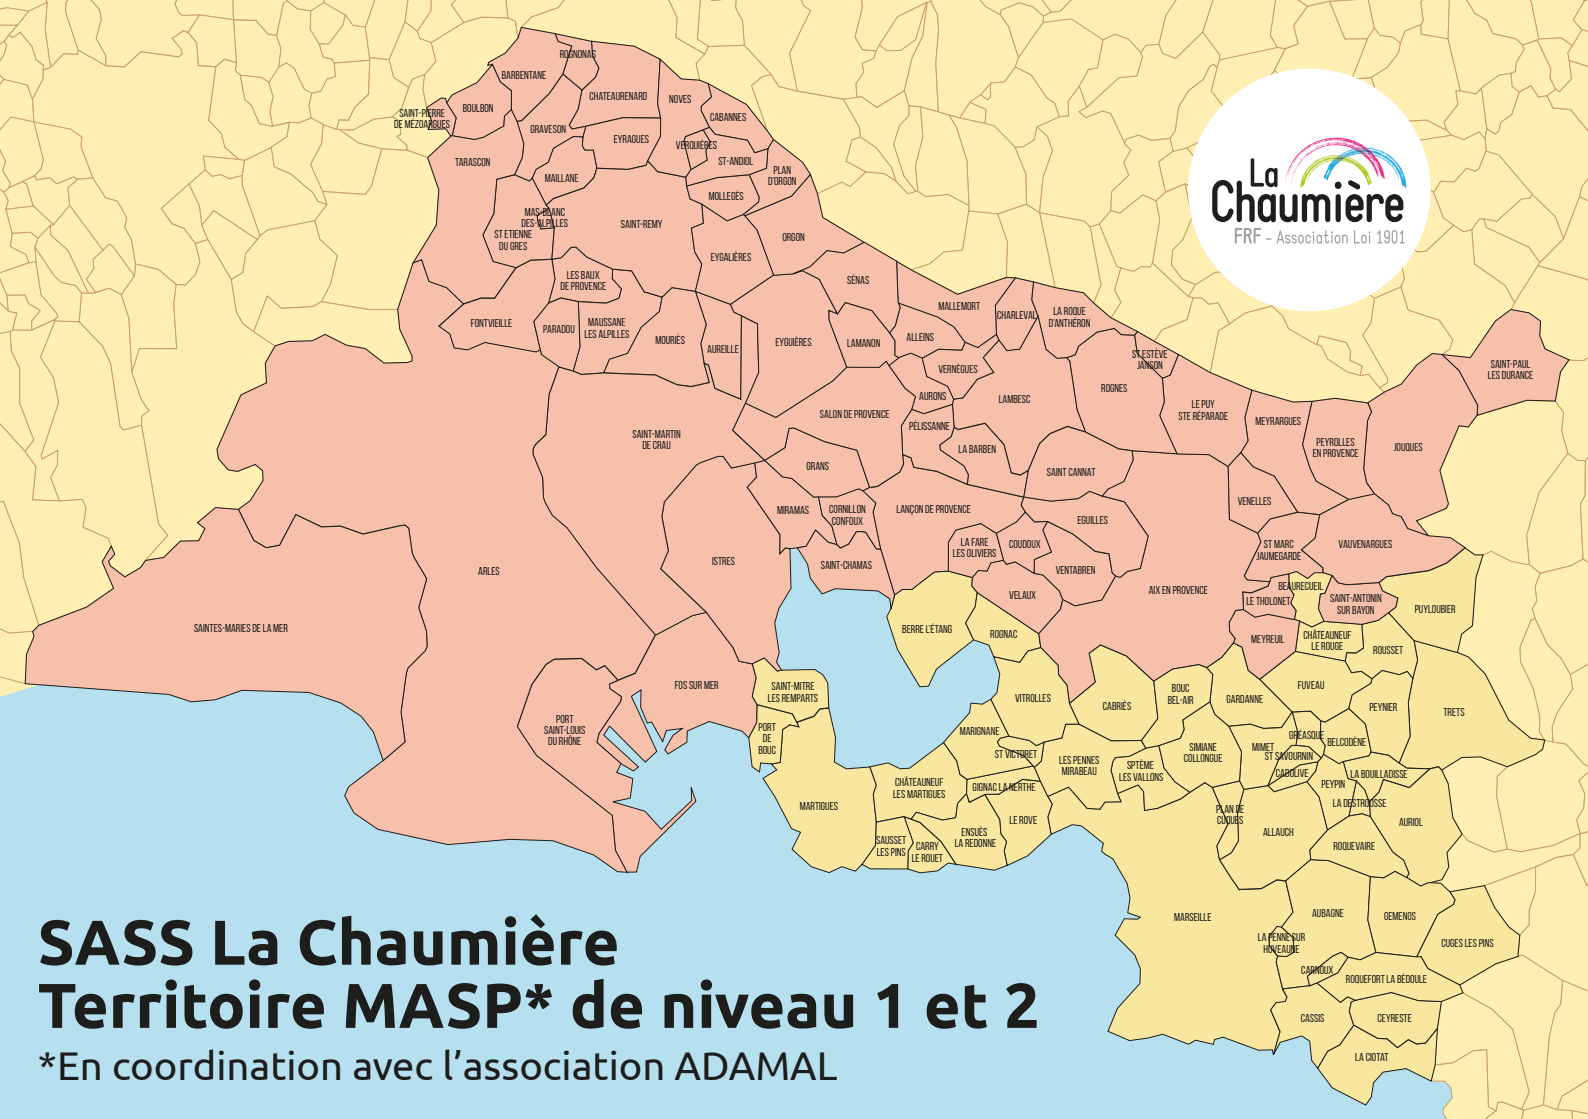 ROGNONAS
BARBENTANE
CHATEAURENARD
NOVES
BOULBON
SAINT-PIERRE
DE MÉZOARGUES
CABANNES
GRAVESON
EYRAGUES
VERQUIÈRES
TARASCON
ST-ANDIOL
MAILLANE
PLAN
D'ORGON
MOLLEGÈS
MAS-BLANC
DES-ALPILLES
SAINT-REMY
ST ETIENNE
DU GRES
ORGON
EYGALIÈRES
LES BAUX
DE PROVENCE
SÉNAS
MALLEMORT
CHARLEVAL
LA ROQUE
D'ANTHÉRON
FONTVIEILLE
PARADOU
MAUSSANE
LES ALPILLES
MOURIÈS
AUREILLE
EYGUIÈRES
LAMANON
ALLEINS
ST ESTÈVE
JANSON
SAINT-PAUL
LES DURANCE
VERNÈGUES
ROGNES
AURONS
LAMBESC
LE PUY
STE RÉPARADE
SALON DE PROVENCE
PÉLISSANNE
MEYRARGUES
SAINT-MARTIN
DE CRAU
LA BARBEN
PEYROLLES
EN PROVENCE
JOUQUES
GRANS
SAINT CANNAT
MIRAMAS
CORNILLON
CONFOUX
LANÇON DE PROVENCE
VENELLES
EGUILLES
LA FARE
LES OLIVIERS
COUDOUX
ST MARC
JAUMEGARDE
VAUVENARGUES
ARLES
ISTRES
SAINT-CHAMAS
VENTABREN
AIX EN PROVENCE
BEAURECUEIL
VELAUX
LE THOLONET
SAINT-ANTONIN
SUR BAYON
PUYLOUBIER
SAINTES-MARIES DE LA MER
BERRE L'ÉTANG
ROGNAC
MEYREUIL
CHÂTEAUNEUF
LE ROUGE
ROUSSET
FOS SUR MER
SAINT-MITRE
LES REMPARTS
VITROLLES
CABRIÈS
BOUC
BEL-AIR
GARDANNE
FUVEAU
PEYNIER
TRETS
PORT
SAINT-LOUIS
DU RHÔNE
PORT
DE
BOUC
MARIGNANE
ST VICTORET
LES PENNES
MIRABEAU
SPTÈME
LES VALLONS
SIMIANE
COLLONGUE
MIMET
GRÉASQUE
BELCODÈNE
ST SAVOURNIN
CADOLIVE
PEYPIN
LA BOUILLADISSE
CHÂTEAUNEUF
LES MARTIGUES
GIGNAC LA NERTHE
MARTIGUES
LE ROVE
PLAN DE
CUQUES
LA DESTROUSSE
AURIOL
ALLAUCH
ROQUEVAIRE
SAUSSET
LES PINS
CARRY
LE ROUET
ENSUÈS
LA REDONNE
MARSEILLE
AUBAGNE
GEMENOS
LA PENNE SUR
HUVEAUNE
CUGES LES PINS
CARNOUX
ROQUEFORT LA BÉDOULE
CASSIS
CEYRESTE
LA CIOTAT
La
Chaumière
FRF - Association Loi 1901
SASS La Chaumière
Territoire MASP* de niveau 1 et 2
*En coordination avec l'association ADAMAL